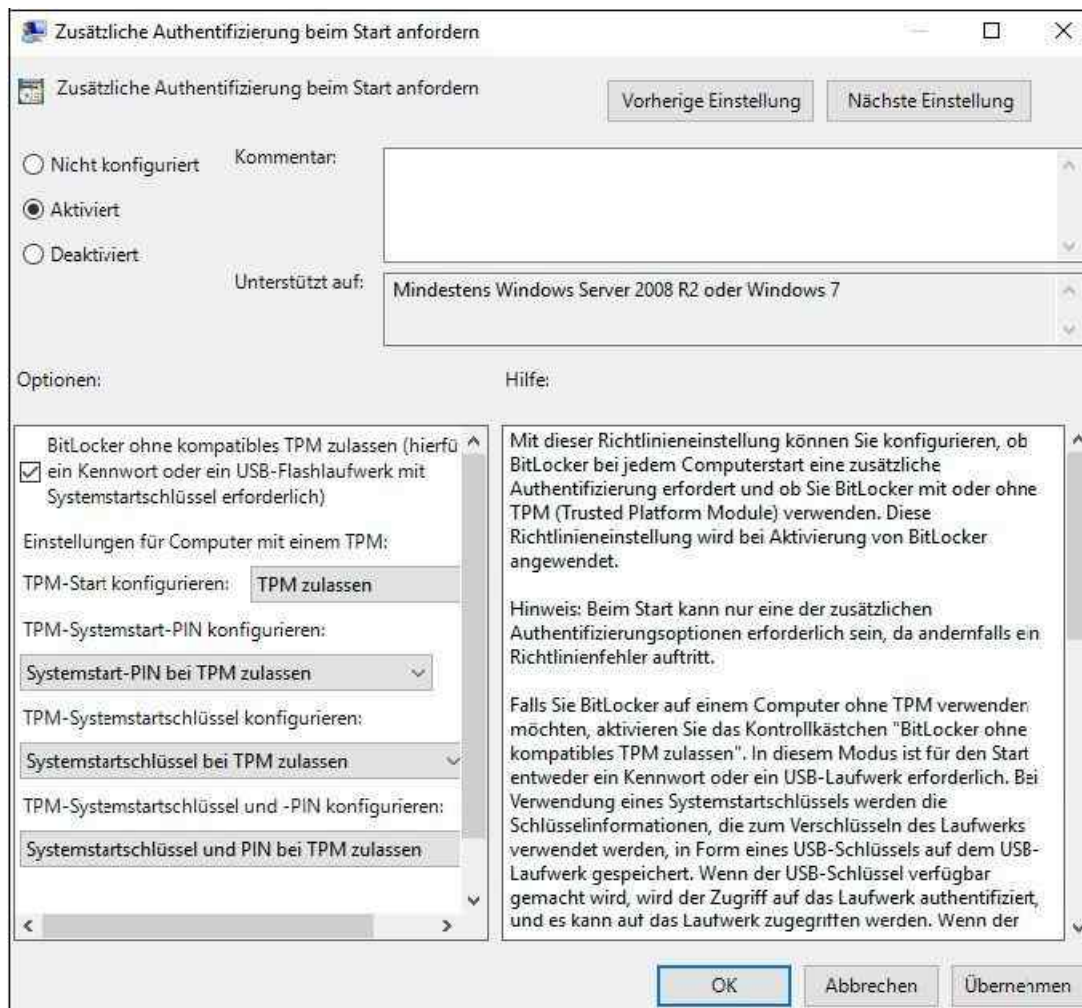 Zusätzliche Authentifizierung beim Start anfordern
Zusätzliche Authentifizierung beim Start anfordern
Vorherige Einstellung
Nächste Einstellung
Nicht konfiguriert
Kommentar:
Aktiviert
Deaktiviert
Unterstützt auf:
Mindestens Windows Server 2008 R2 oder Windows 7
Optionen:
Hilfe:
BitLocker ohne kompatibles TPM zulassen (hierfü
ein Kennwort oder ein USB-Flashlaufwerk mit
Systemstartschlüssel erforderlich)
Einstellungen für Computer mit einem TPM:
TPM-Start konfigurieren:
TPM zulassen
TPM-Systemstart-PIN konfigurieren:
Systemstart-PIN bei TPM zulassen
TPM-Systemstartschlüssel konfigurieren:
Systemstartschlüssel bei TPM zulassen
TPM-Systemstartschlüssel und -PIN konfigurieren:
Systemstartschlüssel und PIN bei TPM zulassen
Mit dieser Richtlinieneinstellung können Sie konfigurieren, ob
BitLocker bei jedem Computerstart eine zusätzliche
Authentifizierung erfordert und ob Sie BitLocker mit oder ohne
TPM (Trusted Platform Module) verwenden. Diese
Richtlinieneinstellung wird bei Aktivierung von BitLocker
angewendet.
Hinweis: Beim Start kann nur eine der zusätzlichen
Authentifizierungsoptionen erforderlich sein, da andernfalls ein
Richtlinienfehler auftritt.
Falls Sie BitLocker auf einem Computer ohne TPM verwenden
möchten, aktivieren Sie das Kontrollkästchen "BitLocker ohne
kompatibles TPM zulassen". In diesem Modus ist für den Start
entweder ein Kennwort oder ein USB-Laufwerk erforderlich. Bei
Verwendung eines Systemstartschlüssels werden die
Schlüsselinformationen, die zum Verschlüsseln des Laufwerks
verwendet werden, in Form eines USB-Schlüssels auf dem USB-
Laufwerk gespeichert. Wenn der USB-Schlüssel verfügbar
gemacht wird, wird der Zugriff auf das Laufwerk authentifiziert,
und es kann auf das Laufwerk zugegriffen werden. Wenn der
OK
Abbrechen
Übernehmen